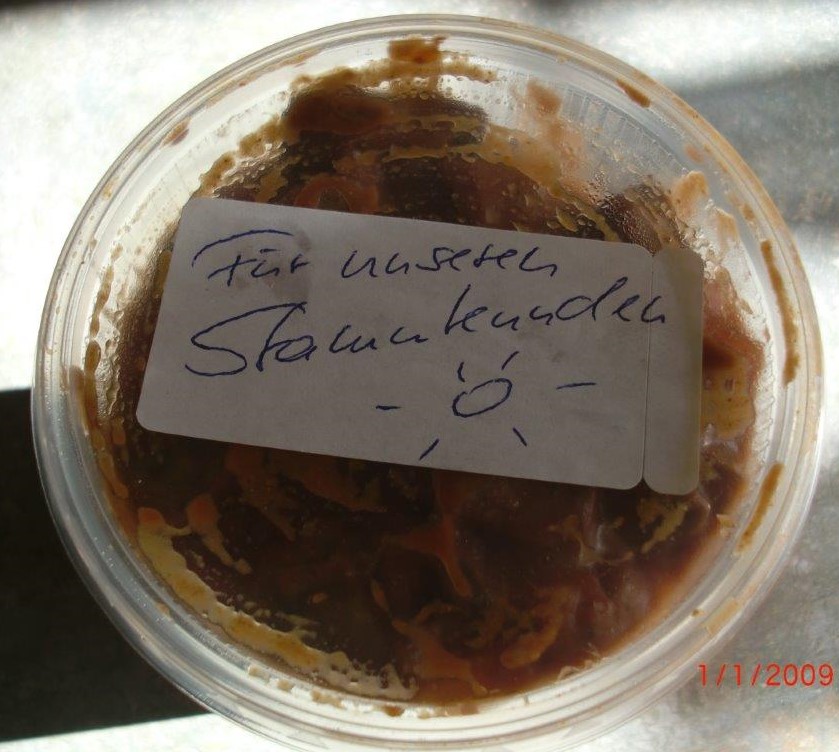 Für unseren
Stammkunden
1/1/2009